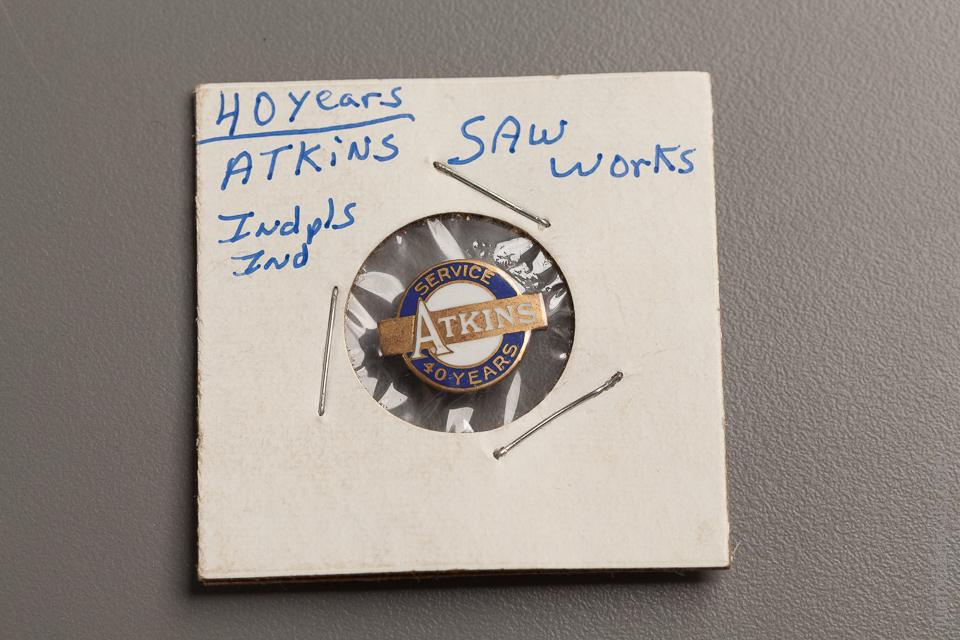 40 Years
ATKiNS SAW works
Indpls
Ind
SERVICE
ATKINS
40·YEARS